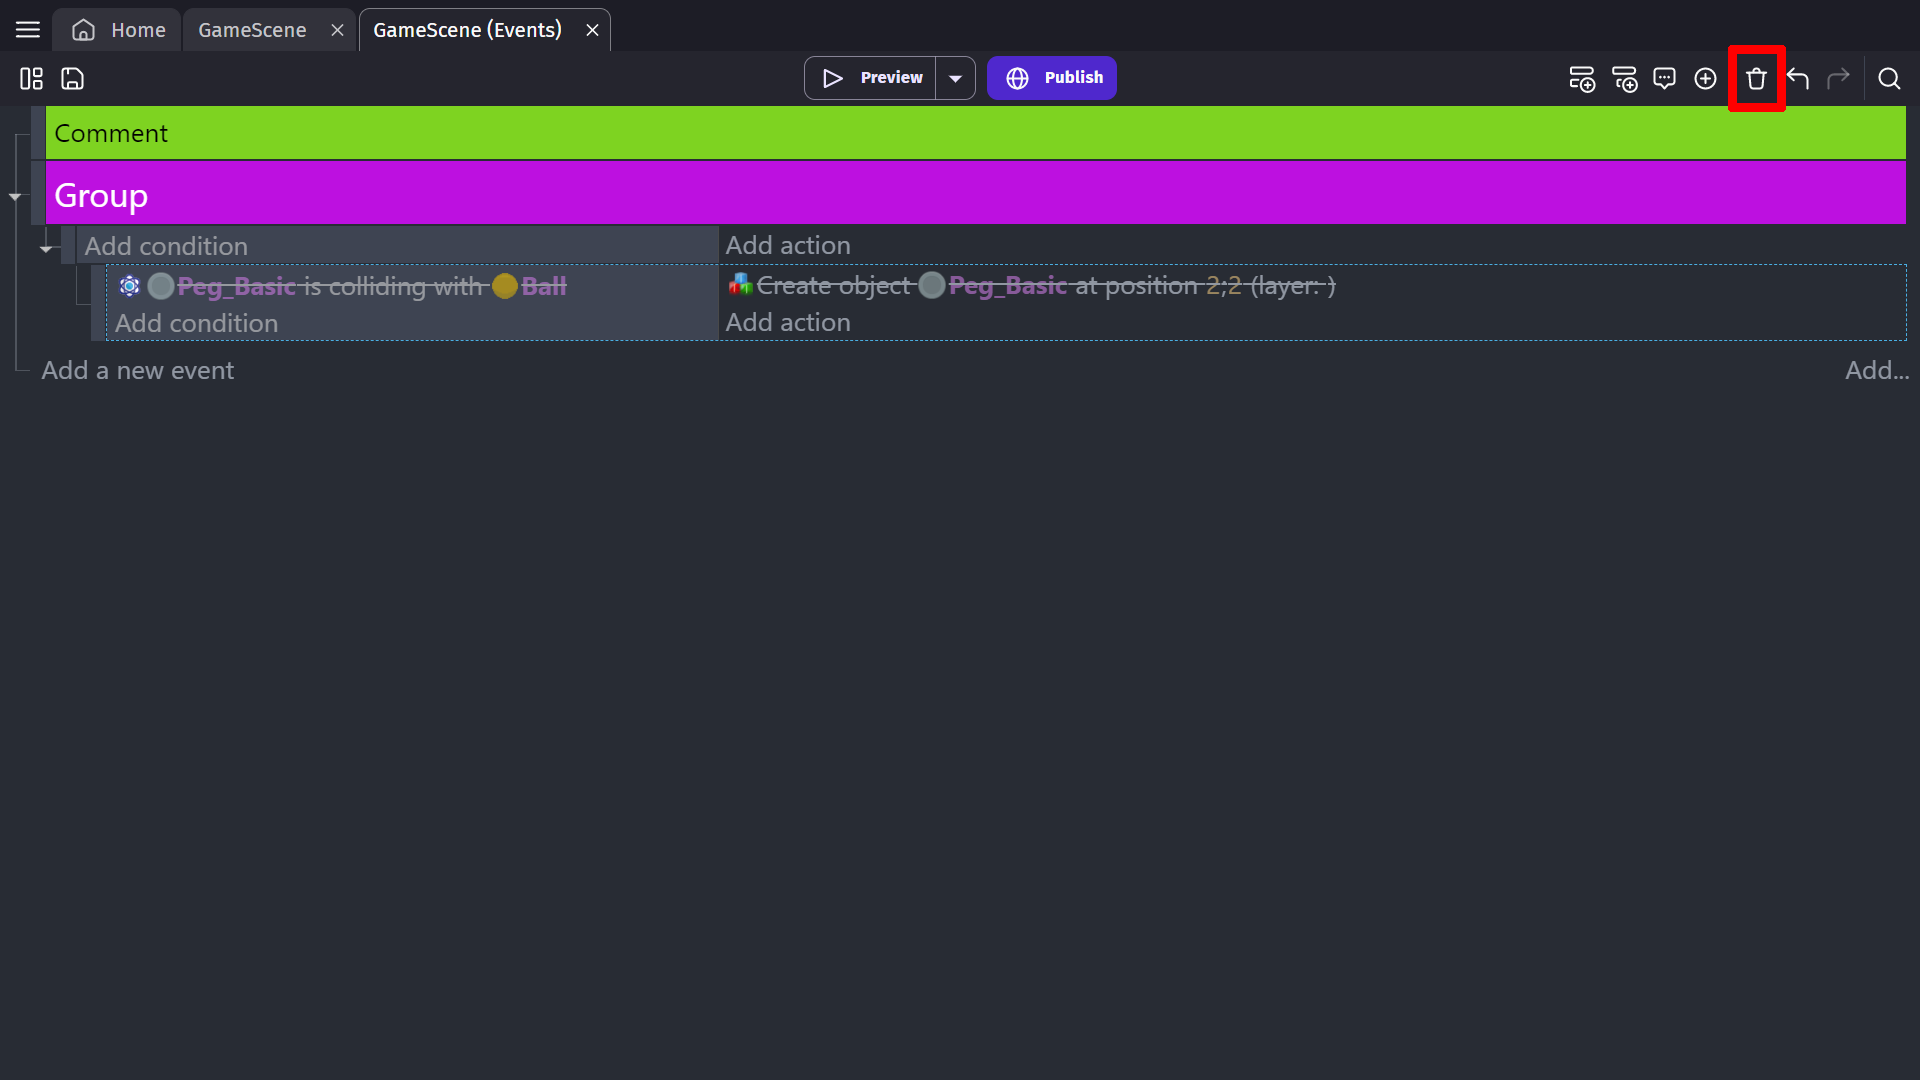 Home GameScene GameScene (Events)
Preview Publish
Comment
Group
Add condition Add action
Peg_Basic is colliding with Ball Create object Peg_Basic at position 2;2 (layer: )
Add condition Add action
Add a new event Add...